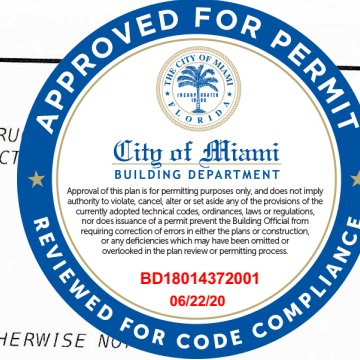 APPROVED FOR PERMIT
THE CITY OF MIAMI
INCORPORATED
18 96
FLORIDA
City of Miami
BUILDING DEPARTMENT
Approval of this plan is for permitting purposes only, and does not imply
authority to violate, cancel, alter or set aside any of the provisions of the
currently adopted technical codes, ordinances, laws or regulations,
nor does issuance of a permit prevent the Building Official from
requiring correction of errors in either the plans or construction,
or any deficiencies which may have been omitted or
overlooked in the plan review or permitting process.
BD18014372001
06/22/20
REVIEWED FOR CODE COMPLIANCE